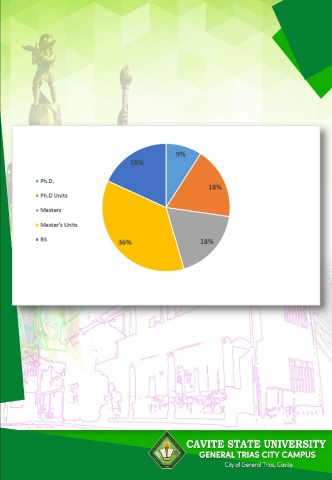 9%
18%
18%
36%
18%
Ph.D.
Ph.D Units
Masters
Master's Units
BS
CAVITE STATE UNIVERSITY
GENERAL TRIAS CITY CAMPUS
City of General Trias, Cavite